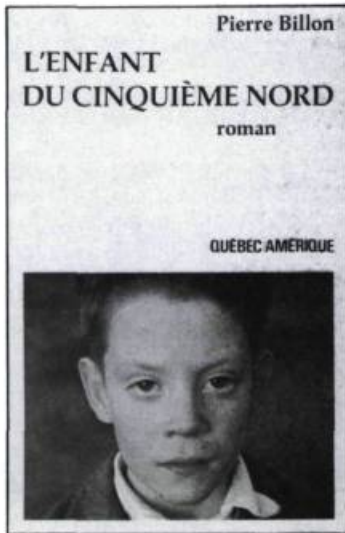 Pierre Billon
L'ENFANT
DU CINQUIÈME NORD
roman
QUÉBEC AMÉRIQUE